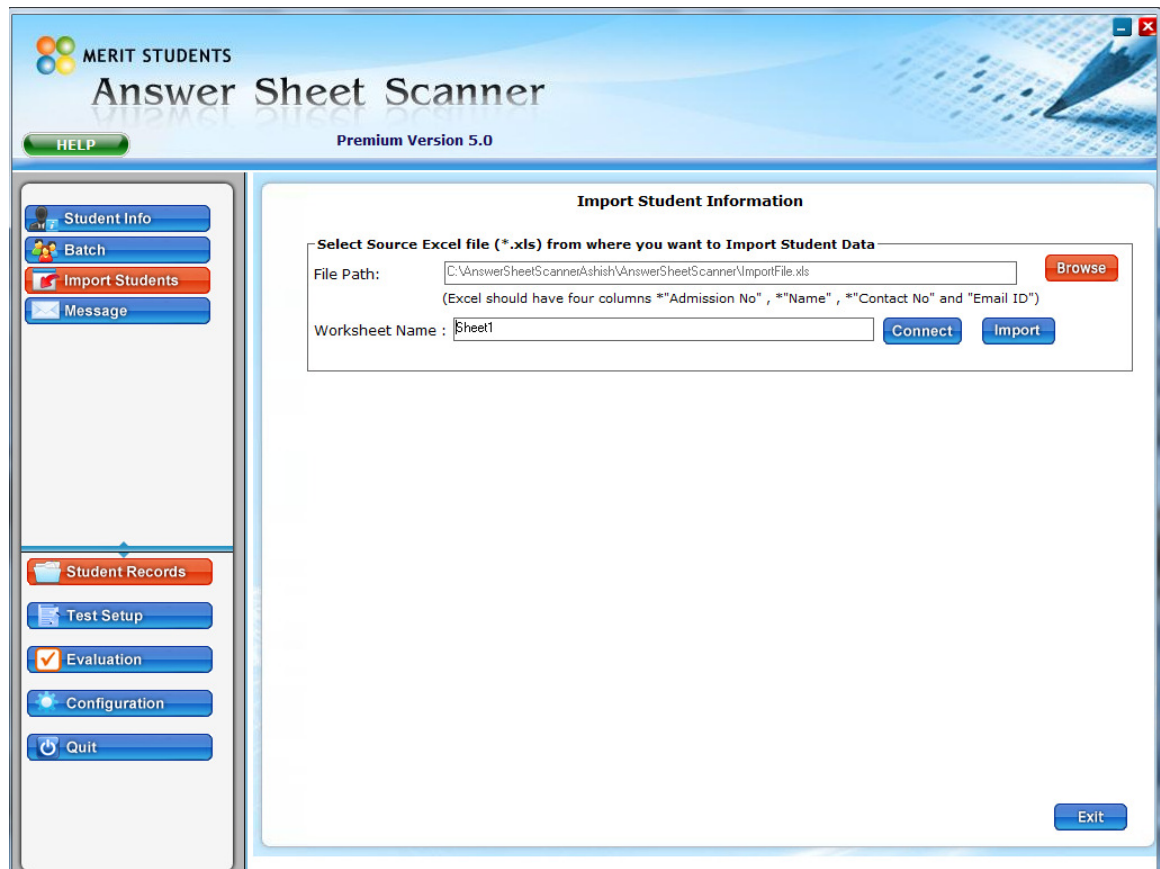 MERIT STUDENTS
Answer Sheet Scanner
HELP
Premium Version 5.0
Student Info
Batch
Import Students
Message
Import Student Information
Select Source Excel file (*.xls) from where you want to Import Student Data
File Path: C:\AnswerSheetScannerAshish\AnswerSheetScanner\ImportFile.xls Browse
(Excel should have four columns *"Admission No" , *"Name" , *"Contact No" and "Email ID")
Worksheet Name : Sheet1 Connect Import
Student Records
Test Setup
Evaluation
Configuration
Quit
Exit